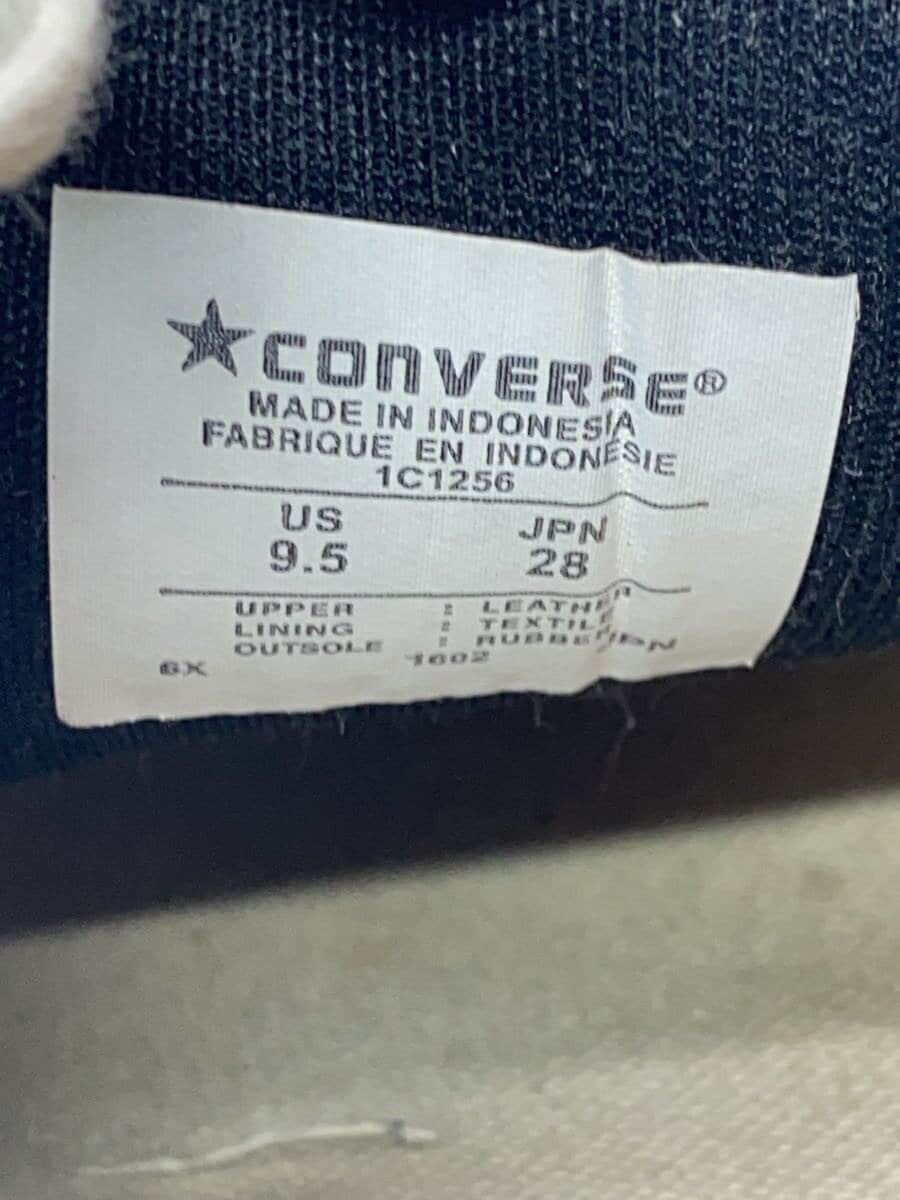 ★CONVERSE®
MADE IN INDONESIA
FABRIQUE EN INDONESIE
1C1256
US JPN
9.5 28
UPPER : LEATHER
LINING : TEXTILE
OUTSOLE : RUBBER
6X 1602 JPN